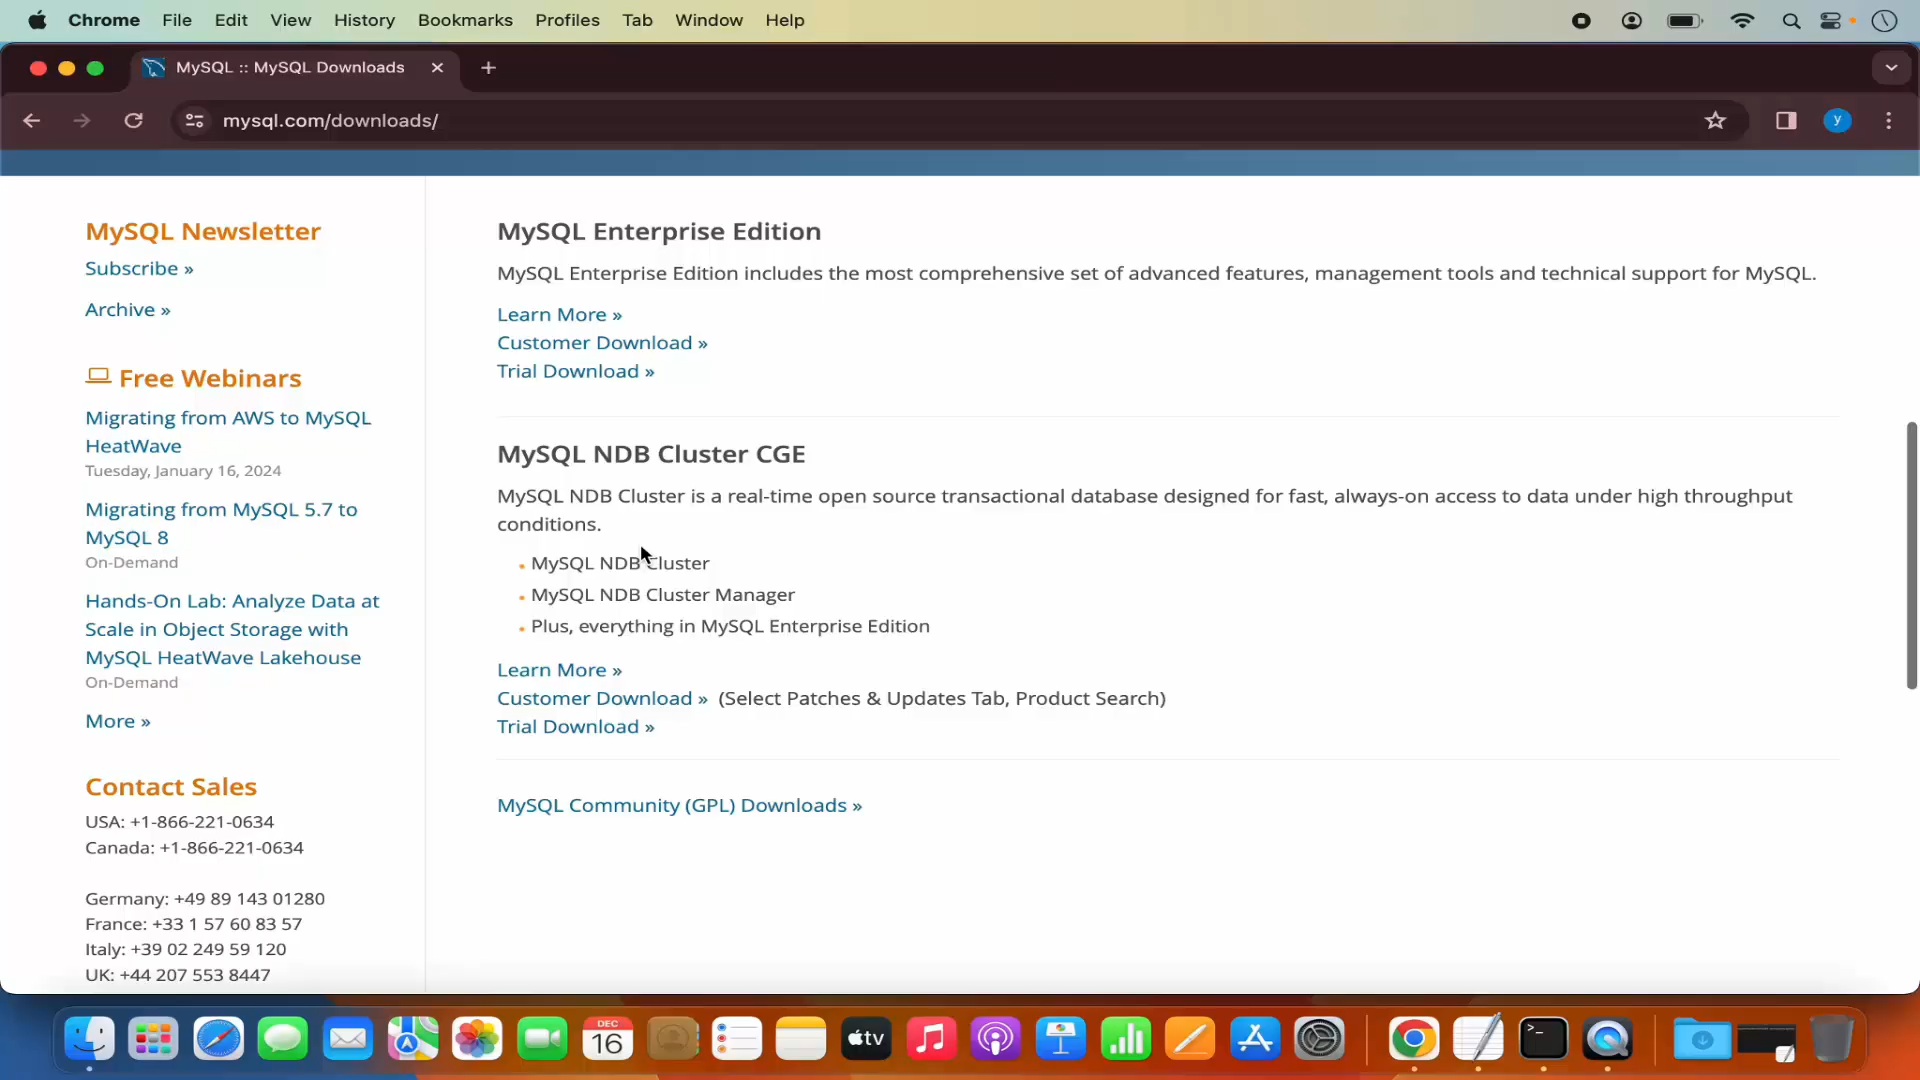 Chrome File Edit View History Bookmarks Profiles Tab Window Help
MySQL :: MySQL Downloads
mysql.com/downloads/
y
MySQL Newsletter
Subscribe »
Archive »
Free Webinars
Migrating from AWS to MySQL
HeatWave
Tuesday, January 16, 2024
Migrating from MySQL 5.7 to
MySQL 8
On-Demand
Hands-On Lab: Analyze Data at
Scale in Object Storage with
MySQL HeatWave Lakehouse
On-Demand
More »
Contact Sales
USA: +1-866-221-0634
Canada: +1-866-221-0634
Germany: +49 89 143 01280
France: +33 1 57 60 83 57
Italy: +39 02 249 59 120
UK: +44 207 553 8447
MySQL Enterprise Edition
MySQL Enterprise Edition includes the most comprehensive set of advanced features, management tools and technical support for MySQL.
Learn More »
Customer Download »
Trial Download »
MySQL NDB Cluster CGE
MySQL NDB Cluster is a real-time open source transactional database designed for fast, always-on access to data under high throughput
conditions.
MySQL NDB Cluster
MySQL NDB Cluster Manager
Plus, everything in MySQL Enterprise Edition
Learn More »
Customer Download » (Select Patches & Updates Tab, Product Search)
Trial Download »
MySQL Community (GPL) Downloads »
DEC
16
tv
>_